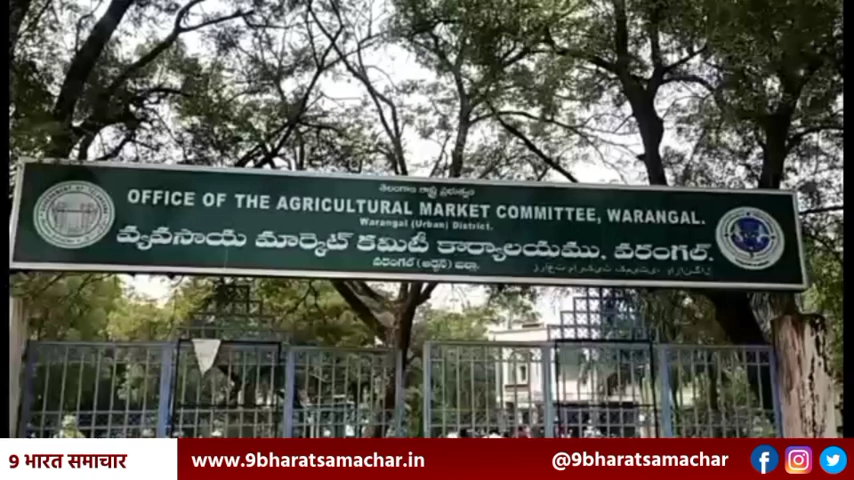 తెలంగాణ రాష్ట్ర ప్రభుత్వం
OFFICE OF THE AGRICULTURAL MARKET COMMITTEE, WARANGAL.
Warangal (Urban) District.
వ్యవసాయ మార్కెట్ కమిటీ కార్యాలయము. వరంగల్.
వరంగల్ (అర్బన్) జిల్లా.
9 भारत समाचार
www.9bharatsamachar.in
@9bharatsamachar